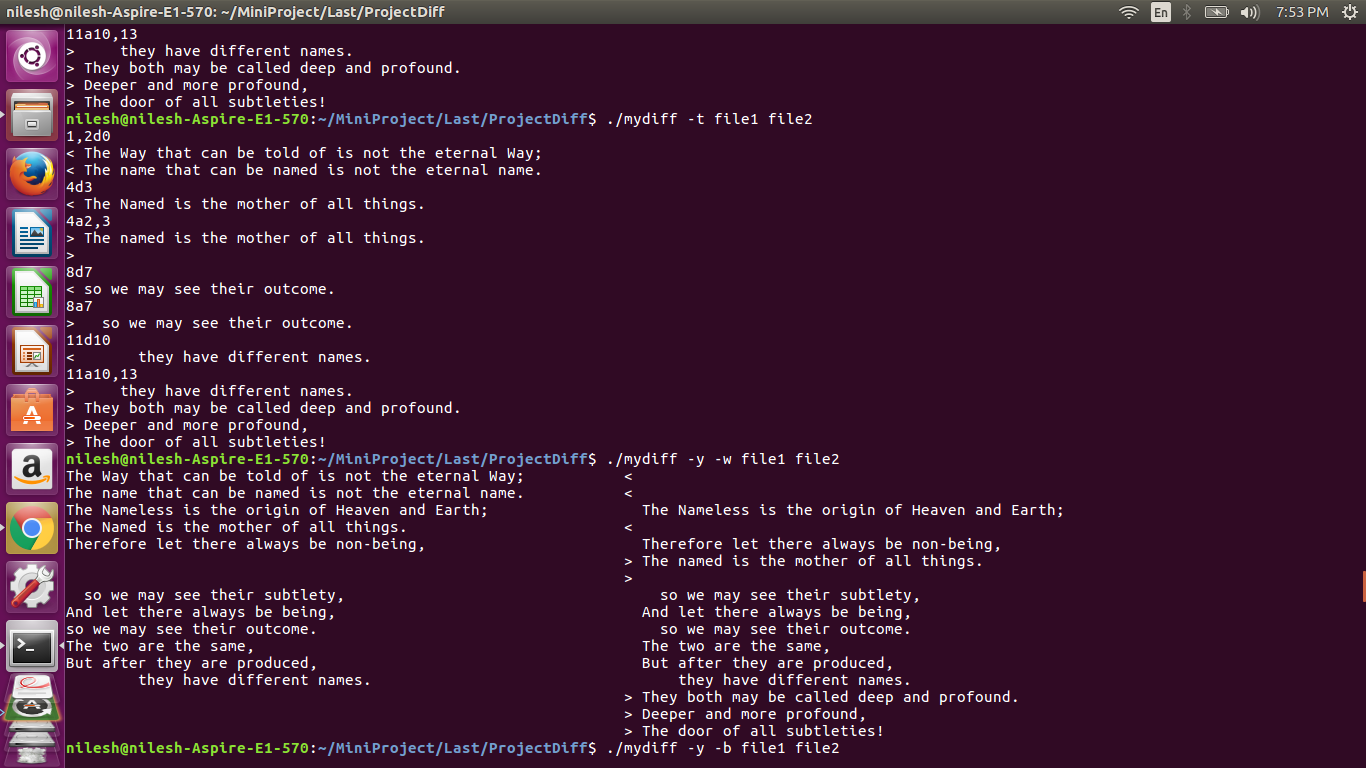 nilesh@nilesh-Aspire-E1-570: ~/MiniProject/Last/ProjectDiff En 7:53 PM
11a10,13
>     they have different names.
> They both may be called deep and profound.
> Deeper and more profound,
> The door of all subtleties!
nilesh@nilesh-Aspire-E1-570:~/MiniProject/Last/ProjectDiff$ ./mydiff -t file1 file2
1,2d0
< The Way that can be told of is not the eternal Way;
< The name that can be named is not the eternal name.
4d3
< The Named is the mother of all things.
4a2,3
> The named is the mother of all things.
>
8d7
< so we may see their outcome.
8a7
>   so we may see their outcome.
11d10
<       they have different names.
11a10,13
>     they have different names.
> They both may be called deep and profound.
> Deeper and more profound,
> The door of all subtleties!
nilesh@nilesh-Aspire-E1-570:~/MiniProject/Last/ProjectDiff$ ./mydiff -y -w file1 file2
The Way that can be told of is not the eternal Way;           <
The name that can be named is not the eternal name.           <
The Nameless is the origin of Heaven and Earth;                 The Nameless is the origin of Heaven and Earth;
The Named is the mother of all things.                        <
Therefore let there always be non-being,                        Therefore let there always be non-being,
                                                              > The named is the mother of all things.
                                                              >
  so we may see their subtlety,                                   so we may see their subtlety,
And let there always be being,                                  And let there always be being,
so we may see their outcome.                                      so we may see their outcome.
The two are the same,                                           The two are the same,
But after they are produced,                                    But after they are produced,
        they have different names.                                  they have different names.
                                                              > They both may be called deep and profound.
                                                              > Deeper and more profound,
                                                              > The door of all subtleties!
nilesh@nilesh-Aspire-E1-570:~/MiniProject/Last/ProjectDiff$ ./mydiff -y -b file1 file2